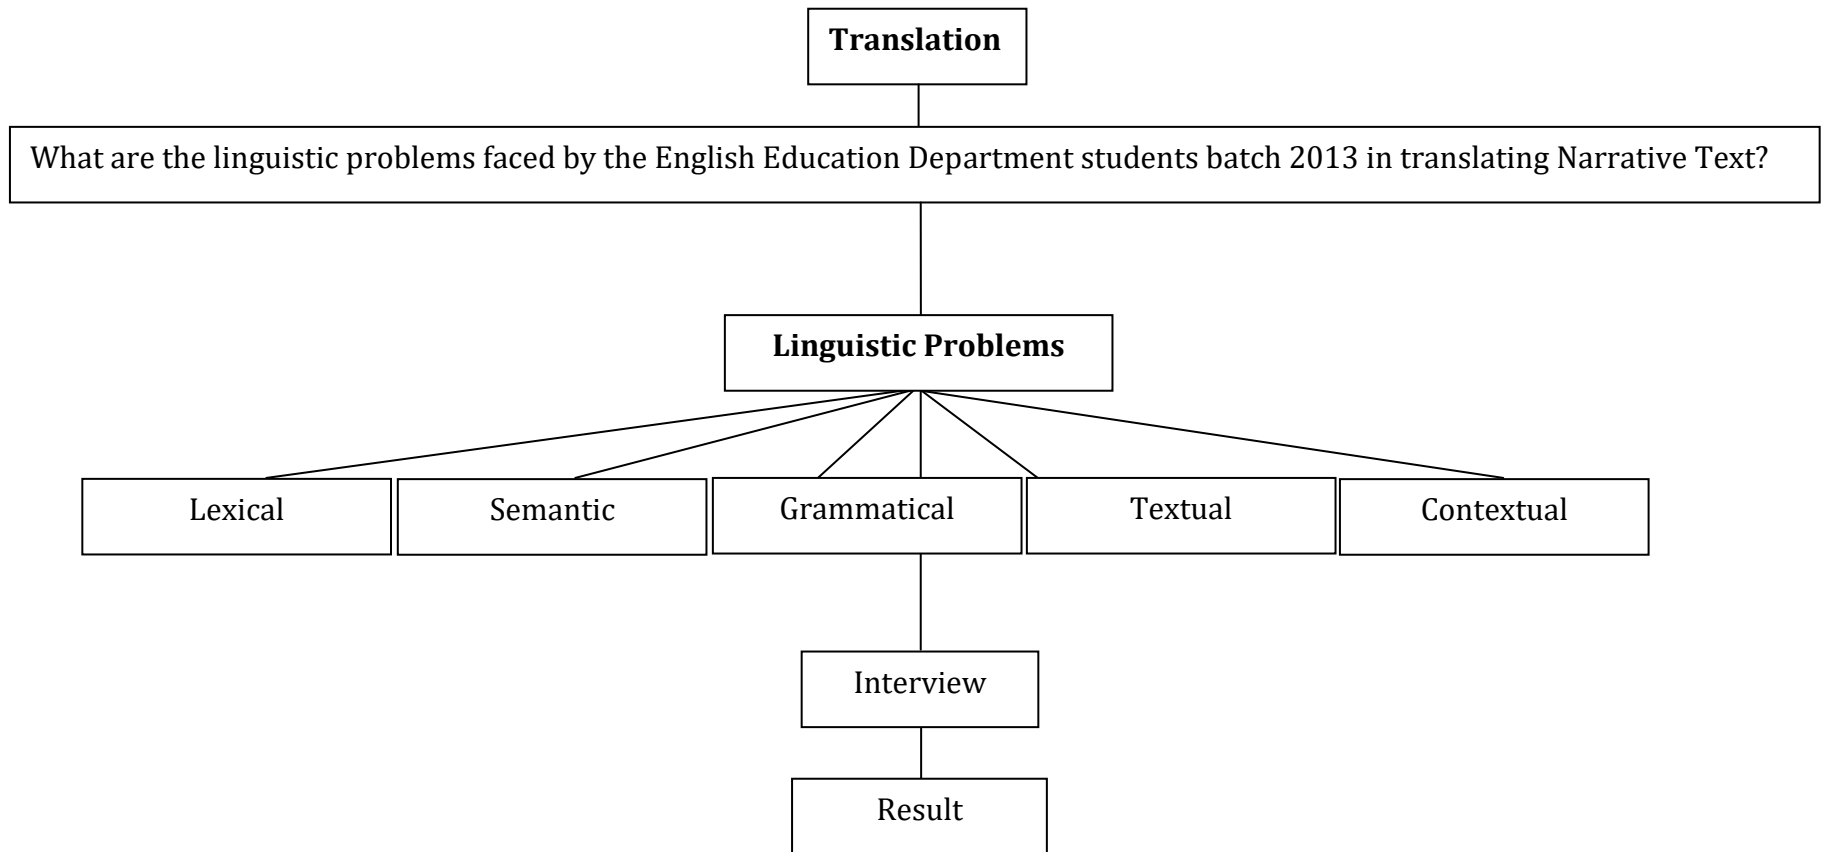 Translation
What are the linguistic problems faced by the English Education Department students batch 2013 in translating Narrative Text?
Linguistic Problems
Lexical
Semantic
Grammatical
Textual
Contextual
Interview
Result